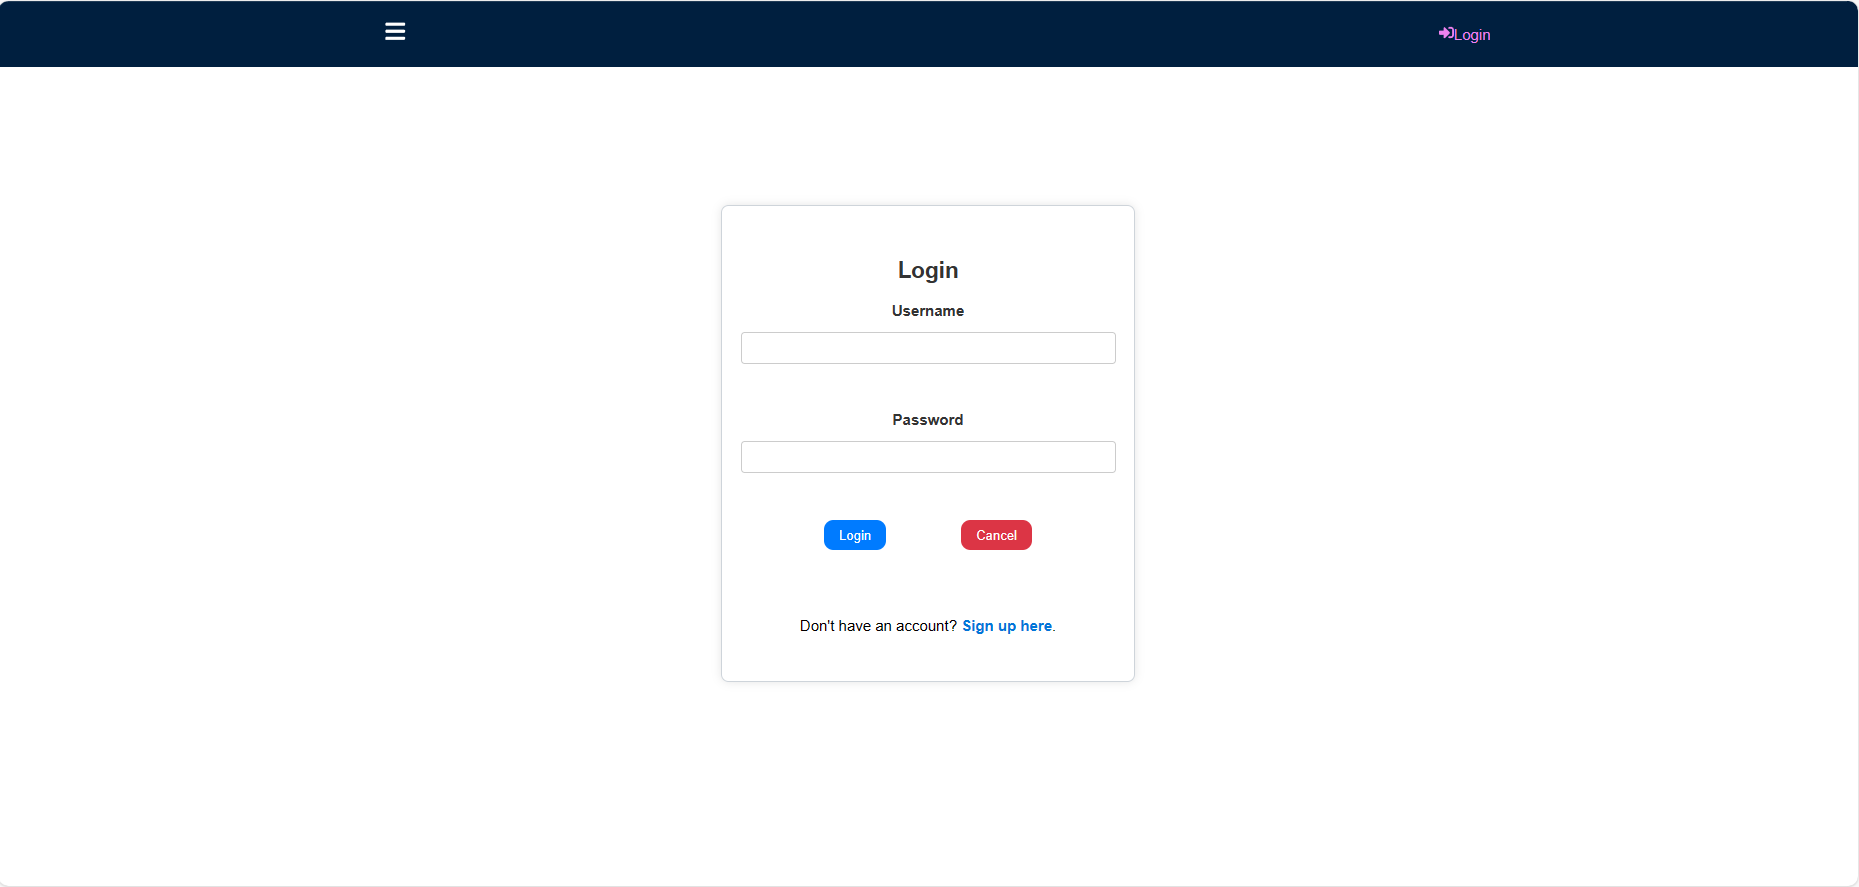 Login
Login
Username
Password
Login Cancel
Don't have an account? Sign up here.